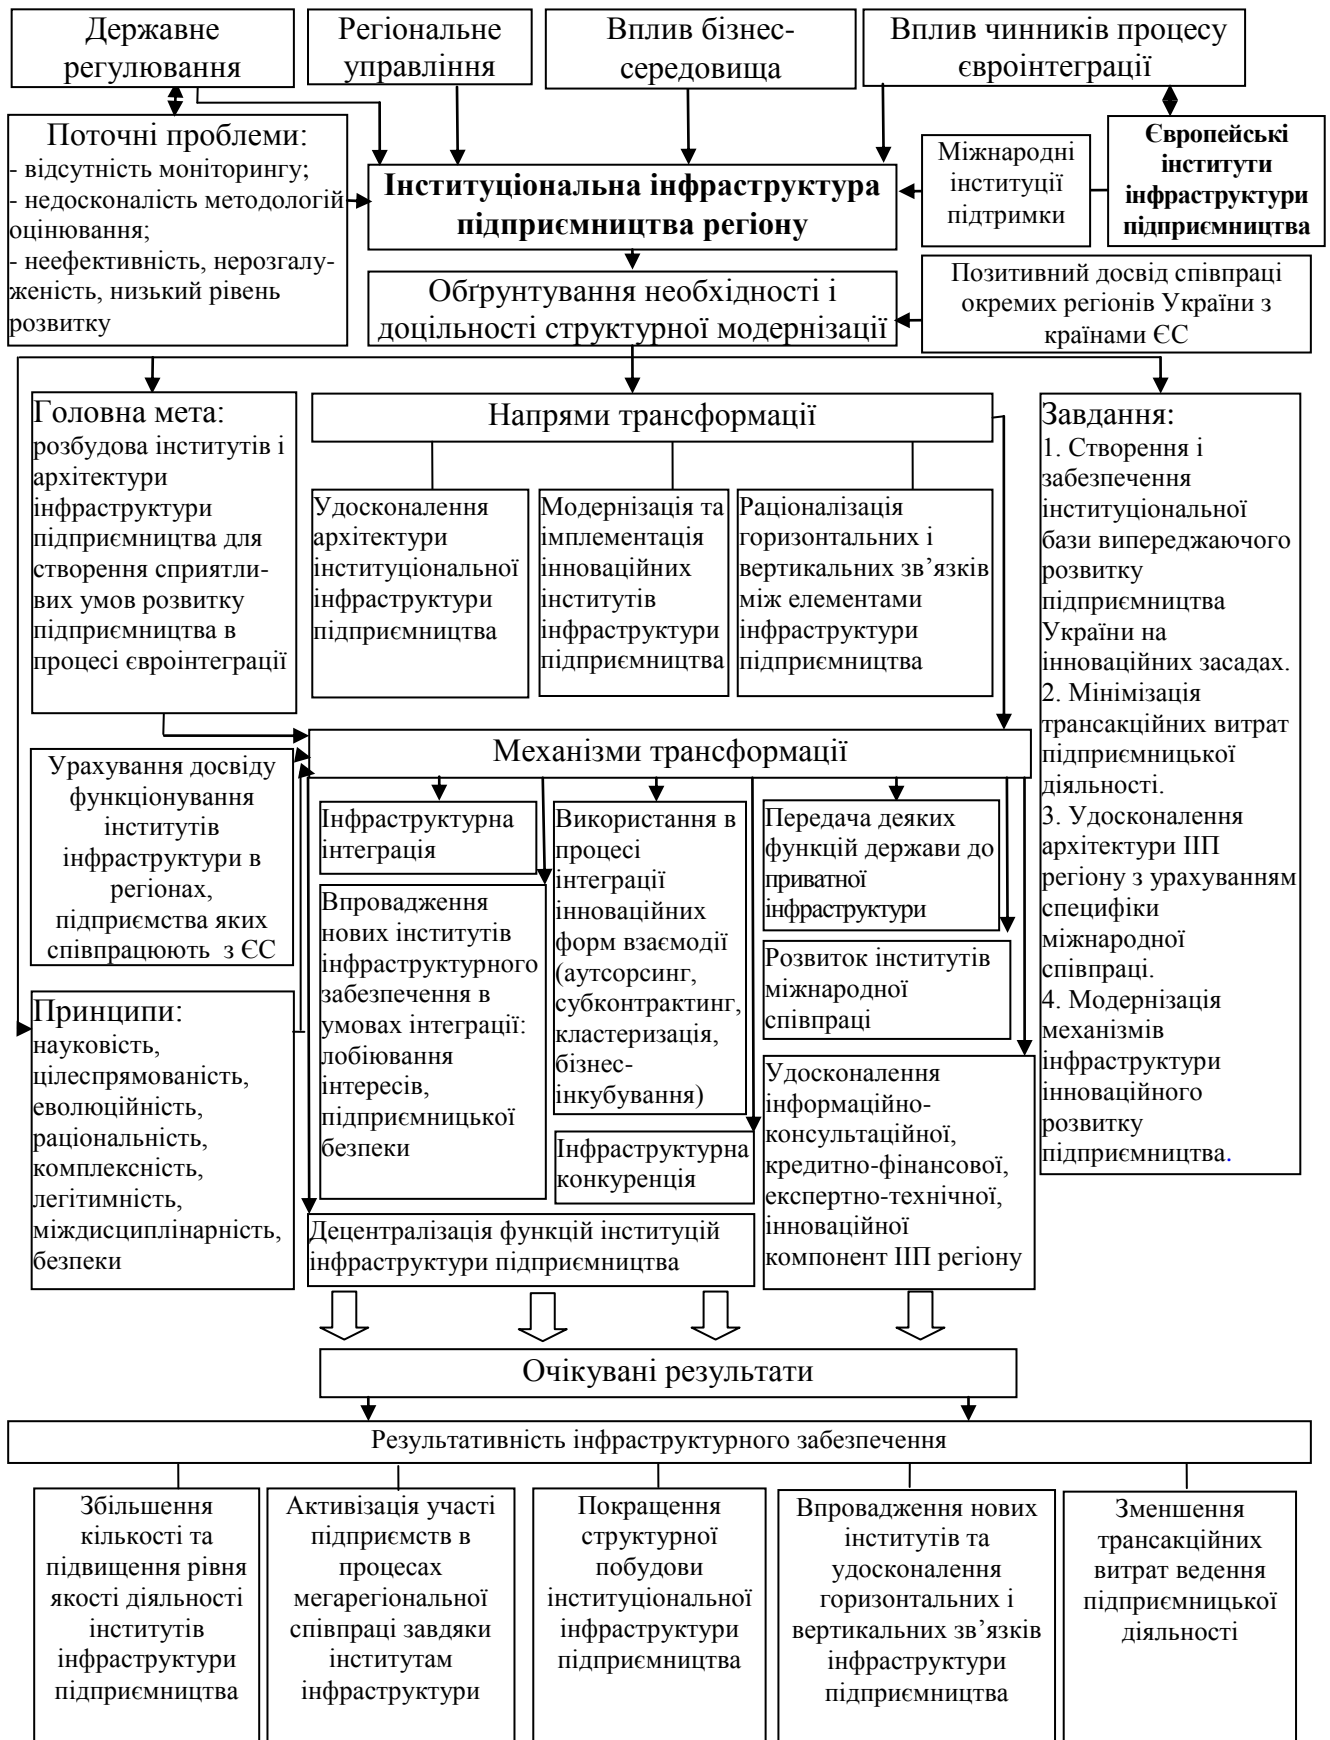 Державне
регулювання
Регіональне
управління
Вплив бізнес-
середовища
Вплив чинників процесу
євроінтеграції
Поточні проблеми:
- відсутність моніторингу;
- недосконалість методологій
оцінювання;
- неефективність, нерозгалу-
женість, низький рівень
розвитку
Інституціональна інфраструктура
підприємництва регіону
Міжнародні
інституції
підтримки
Європейські
інститути
інфраструктури
підприємництва
Обґрунтування необхідності і
доцільності структурної модернізації
Позитивний досвід співпраці
окремих регіонів України з
країнами ЄС
Головна мета:
розбудова інститутів і
архітектури
інфраструктури
підприємництва для
створення сприятли-
вих умов розвитку
підприємництва в
процесі євроінтеграції
Напрями трансформації
Удосконалення
архітектури
інституціональної
інфраструктури
підприємництва
Модернізація та
імплементація
інноваційних
інститутів
інфраструктури
підприємництва
Раціоналізація
горизонтальних і
вертикальних зв’язків
між елементами
інфраструктури
підприємництва
Завдання:
1. Створення і
забезпечення
інституціональної
бази випереджаючого
розвитку
підприємництва
України на
інноваційних засадах.
2. Мінімізація
трансакційних витрат
підприємницької
діяльності.
3. Удосконалення
архітектури ІІП
регіону з урахуванням
специфіки
міжнародної
співпраці.
4. Модернізація
механізмів
інфраструктури
інноваційного
розвитку
підприємництва.
Урахування досвіду
функціонування
інститутів
інфраструктури в
регіонах,
підприємства яких
співпрацюють з ЄС
Принципи:
науковість,
цілеспрямованість,
еволюційність,
раціональність,
комплексність,
легітимність,
міждисциплінарність,
безпеки
Механізми трансформації
Інфраструктурна
інтеграція
Впровадження
нових інститутів
інфраструктурного
забезпечення в
умовах інтеграції:
лобіювання
інтересів,
підприємницької
безпеки
Використання в
процесі
інтеграції
інноваційних
форм взаємодії
(аутсорсинг,
субконтрактинг,
кластеризація,
бізнес-
інкубування)
Інфраструктурна
конкуренція
Передача деяких
функцій держави до
приватної
інфраструктури
Розвиток інститутів
міжнародної
співпраці
Удосконалення
інформаційно-
консультаційної,
кредитно-фінансової,
експертно-технічної,
інноваційної
компонент ІІП регіону
Децентралізація функцій інституцій
інфраструктури підприємництва
Очікувані результати
Результативність інфраструктурного забезпечення
Збільшення
кількості та
підвищення рівня
якості діяльності
інститутів
інфраструктури
підприємництва
Активізація участі
підприємств в
процесах
мегарегіональної
співпраці завдяки
інститутам
інфраструктури
Покращення
структурної
побудови
інституціональної
інфраструктури
підприємництва
Впровадження нових
інститутів та
удосконалення
горизонтальних і
вертикальних зв’язків
інфраструктури
підприємництва
Зменшення
трансакційних
витрат ведення
підприємницької
діяльності